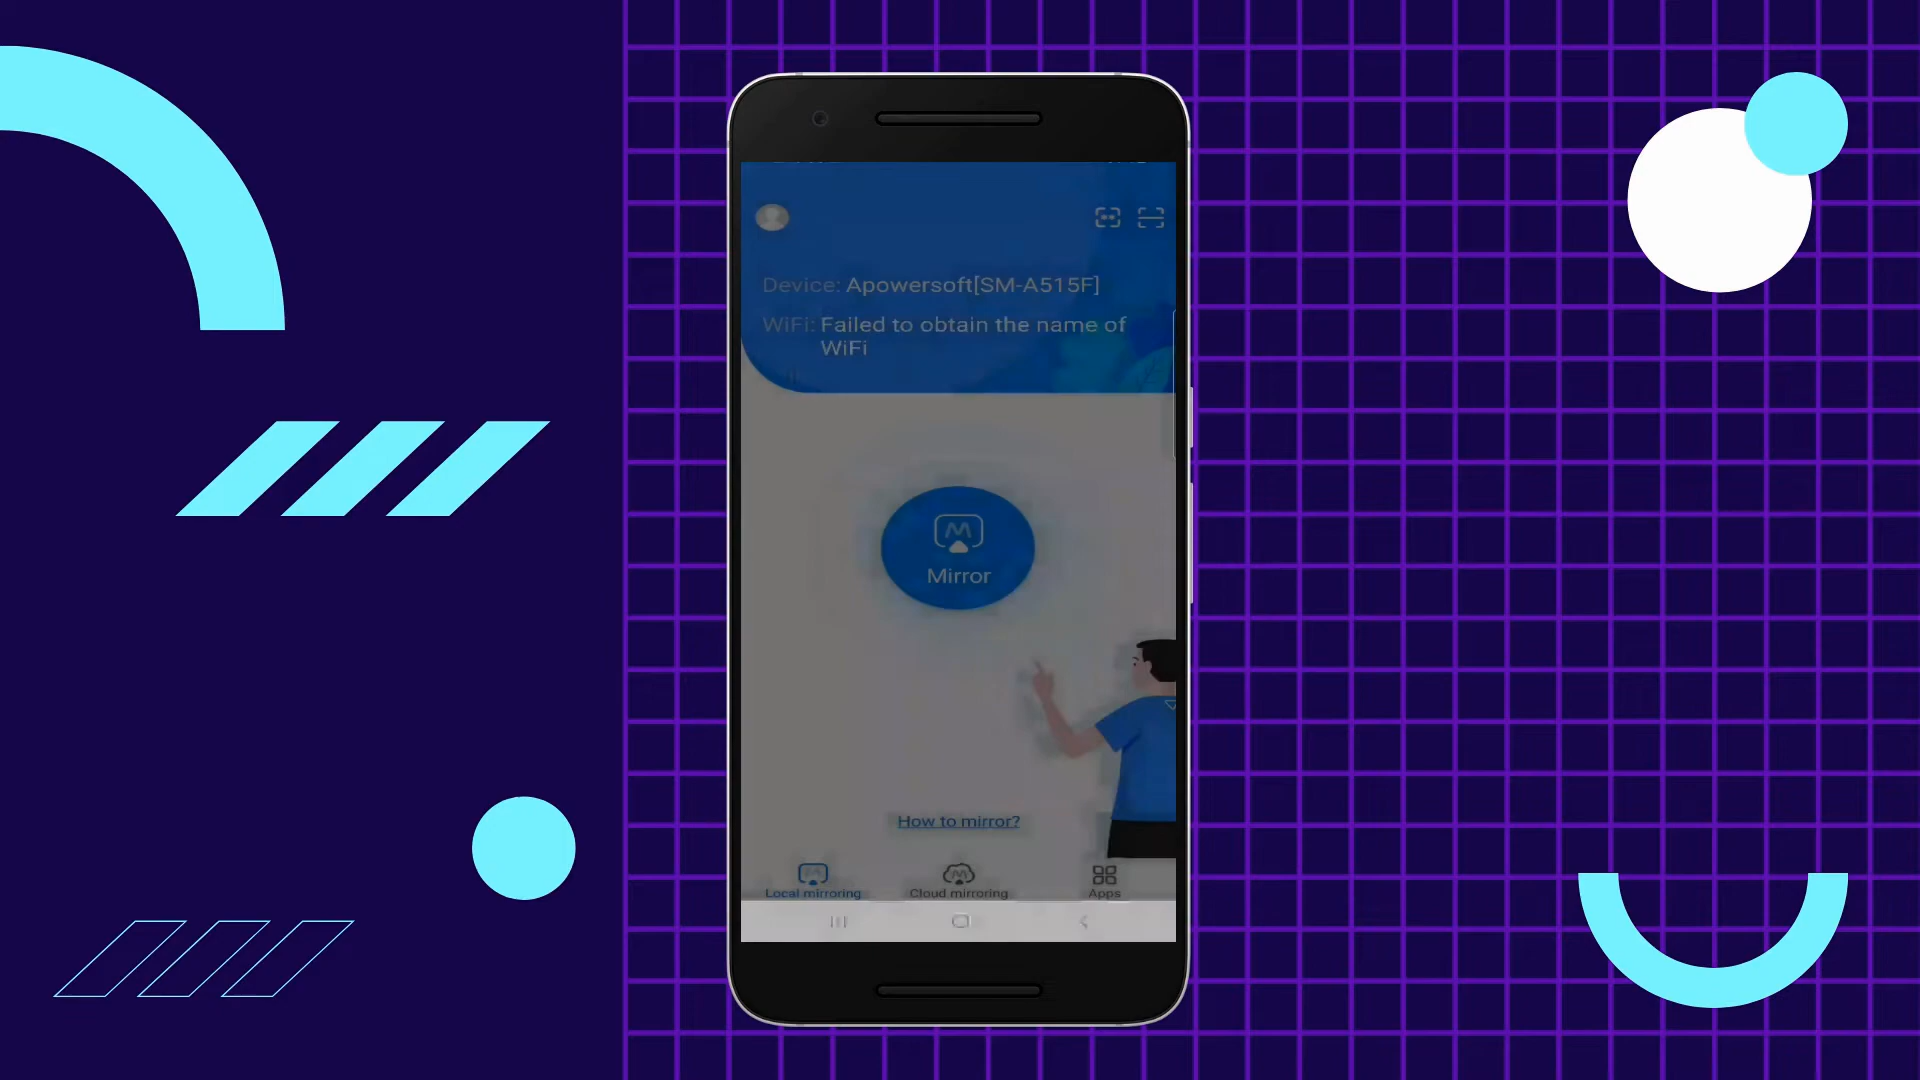 Device: Apowersoft[SM-A515F]
WiFi: Failed to obtain the name of
WiFi
Mirror
How to mirror?
Local mirroring
Cloud mirroring
Apps